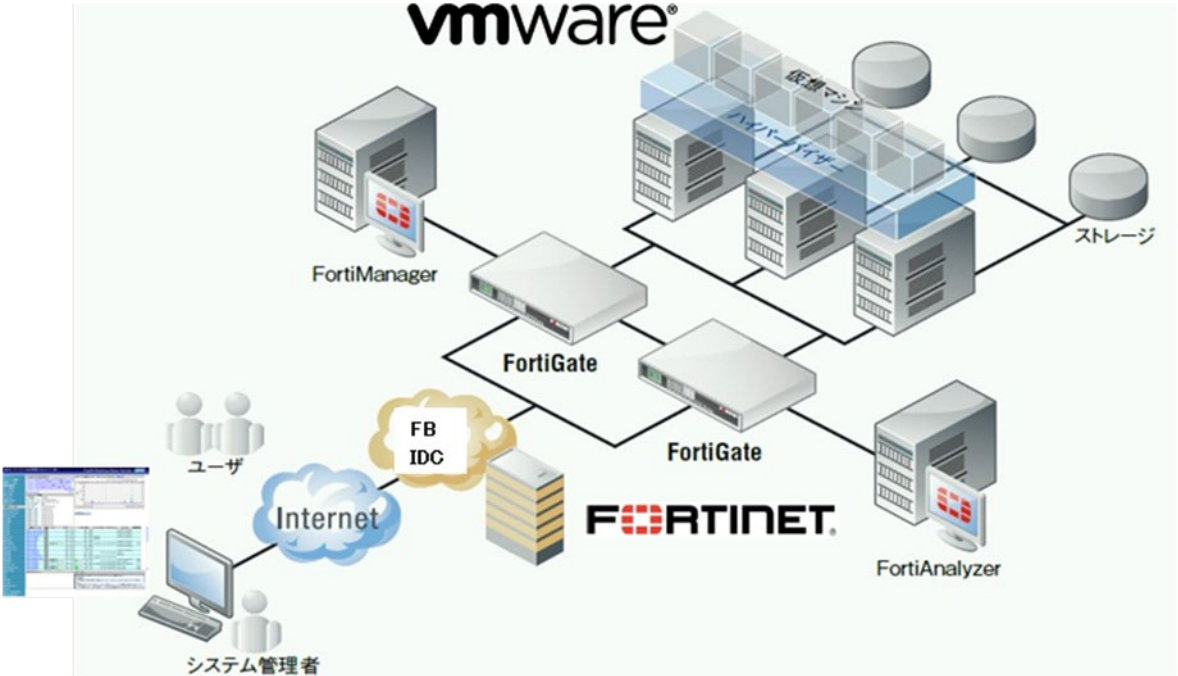 vmware®
仮想マシン
ハイパーバイザー
ストレージ
FortiManager
FortiGate
FortiGate
ユーザ
FB
IDC
Internet
FORTINET®
FortiAnalyzer
システム管理者